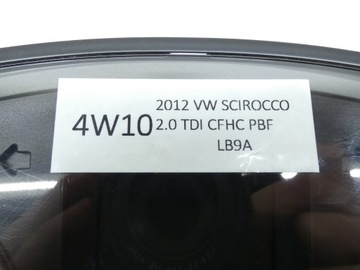 2012 VW SCIROCCO
4W10 2.0 TDI CFHC PBF
LB9A